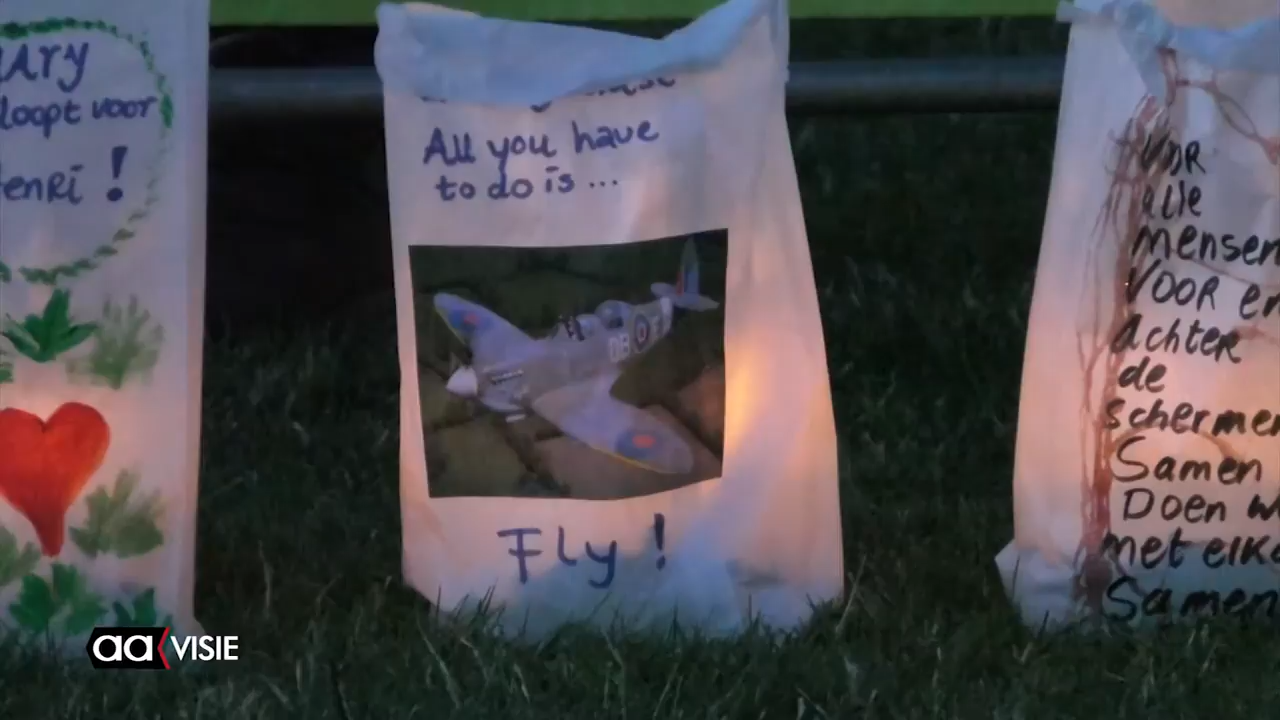 loopt voor
!
All you have
to do is ...
Fly !
VOOR
alle
mensen
VOOR en
Achter
de
schermen
Samen
Doen
met
Samen
aa VISIE